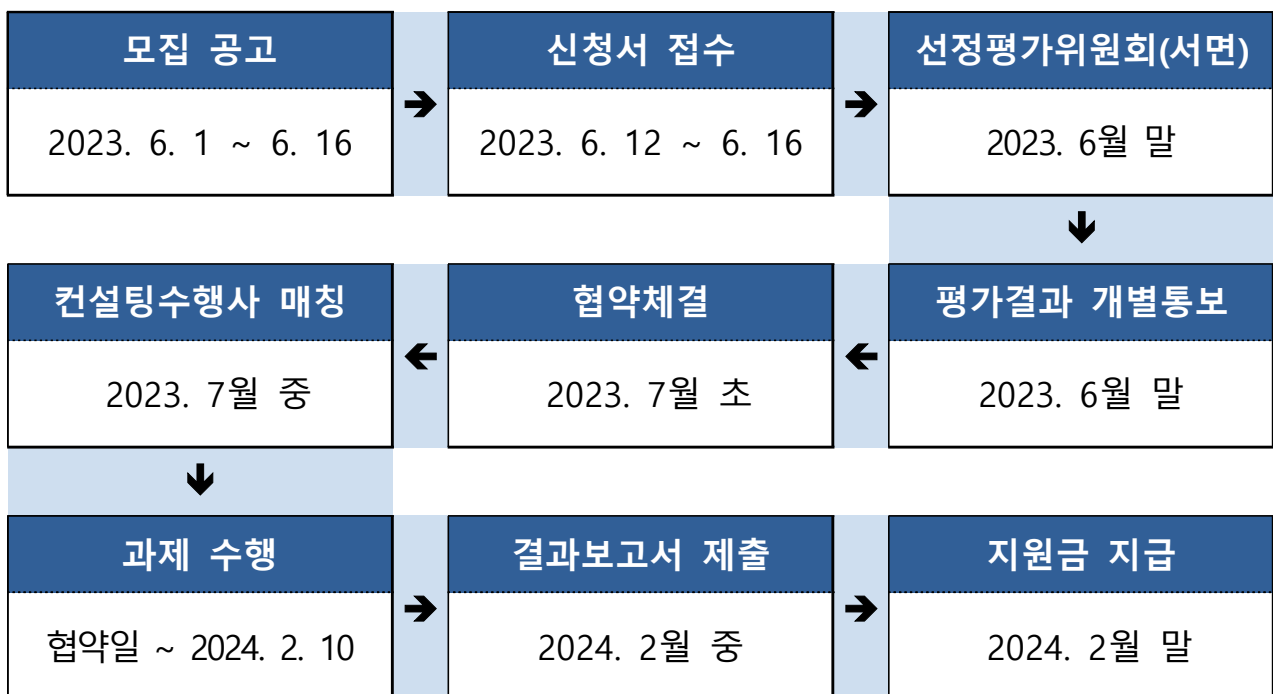 모집 공고
2023. 6. 1 ~ 6. 16
➔
신청서 접수
2023. 6. 12 ~ 6. 16
➔
선정평가위원회(서면)
2023. 6월 말
🡻
평가결과 개별통보
2023. 6월 말
🡸
협약체결
2023. 7월 초
🡸
컨설팅수행사 매칭
2023. 7월 중
🡻
과제 수행
협약일 ~ 2024. 2. 10
➔
결과보고서 제출
2024. 2월 중
➔
지원금 지급
2024. 2월 말